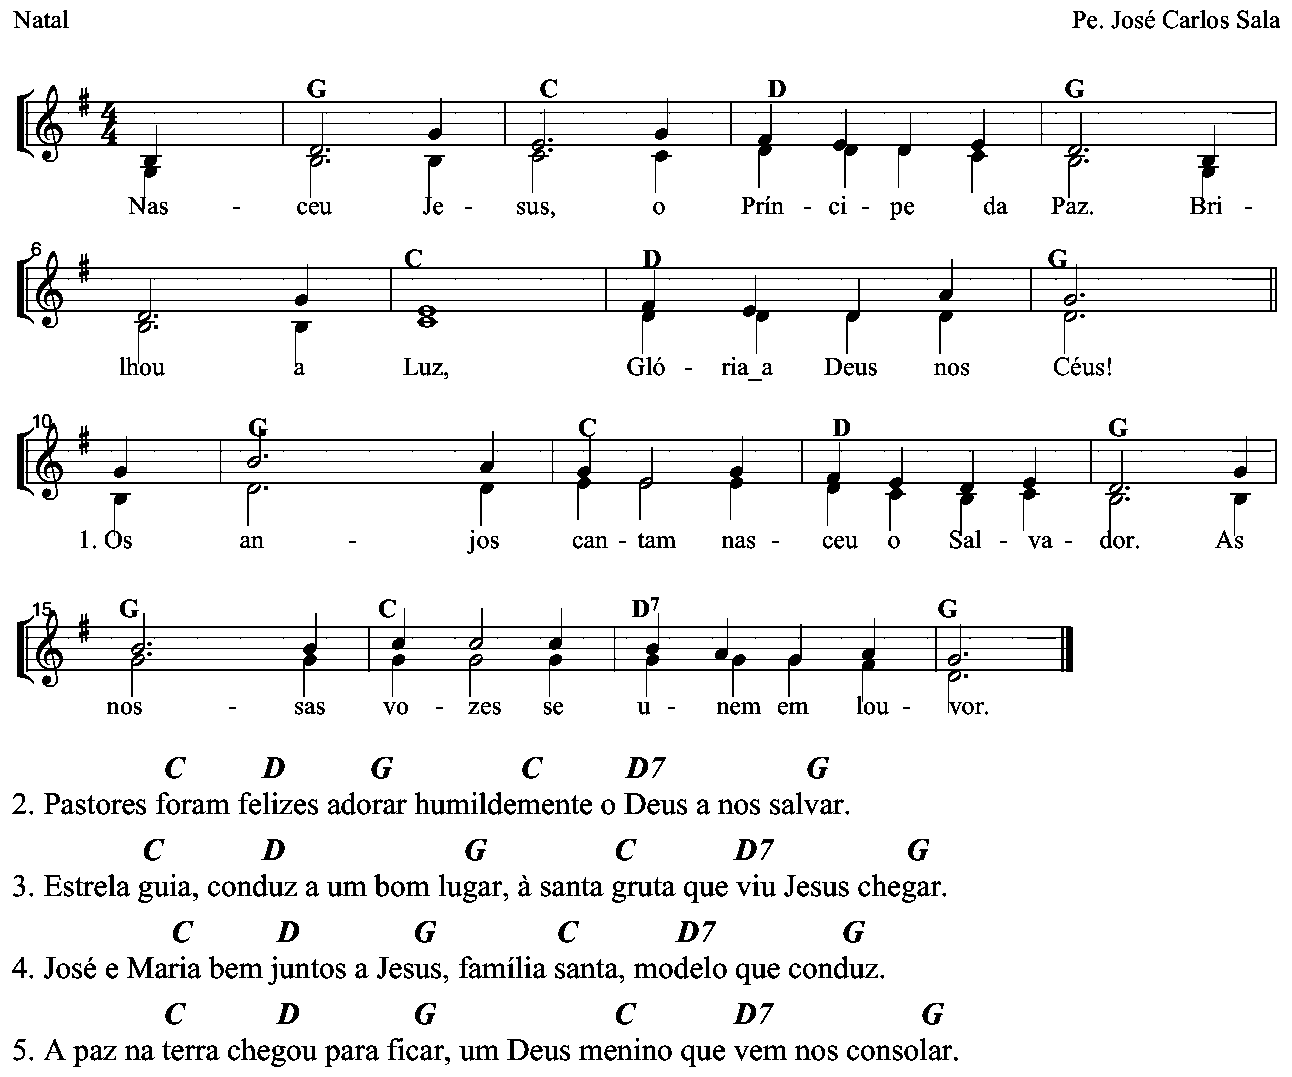 Natal Pe. José Carlos Sala
G C D G
Nas - ceu Je - sus, o Prín - ci - pe da Paz. Bri -
6 C D G
lhou a Luz, Gló - ria_a Deus nos Céus!
10 G C D G
1. Os an - jos can - tam nas - ceu o Sal - va - dor. As
15 G C D7 G
nos - sas vo - zes se u - nem em lou - vor.
C D G C D7 G
2. Pastores foram felizes adorar humildemente o Deus a nos salvar.
C D G C D7 G
3. Estrela guia, conduz a um bom lugar, à santa gruta que viu Jesus chegar.
C D G C D7 G
4. José e Maria bem juntos a Jesus, família santa, modelo que conduz.
C D G C D7 G
5. A paz na terra chegou para ficar, um Deus menino que vem nos consolar.